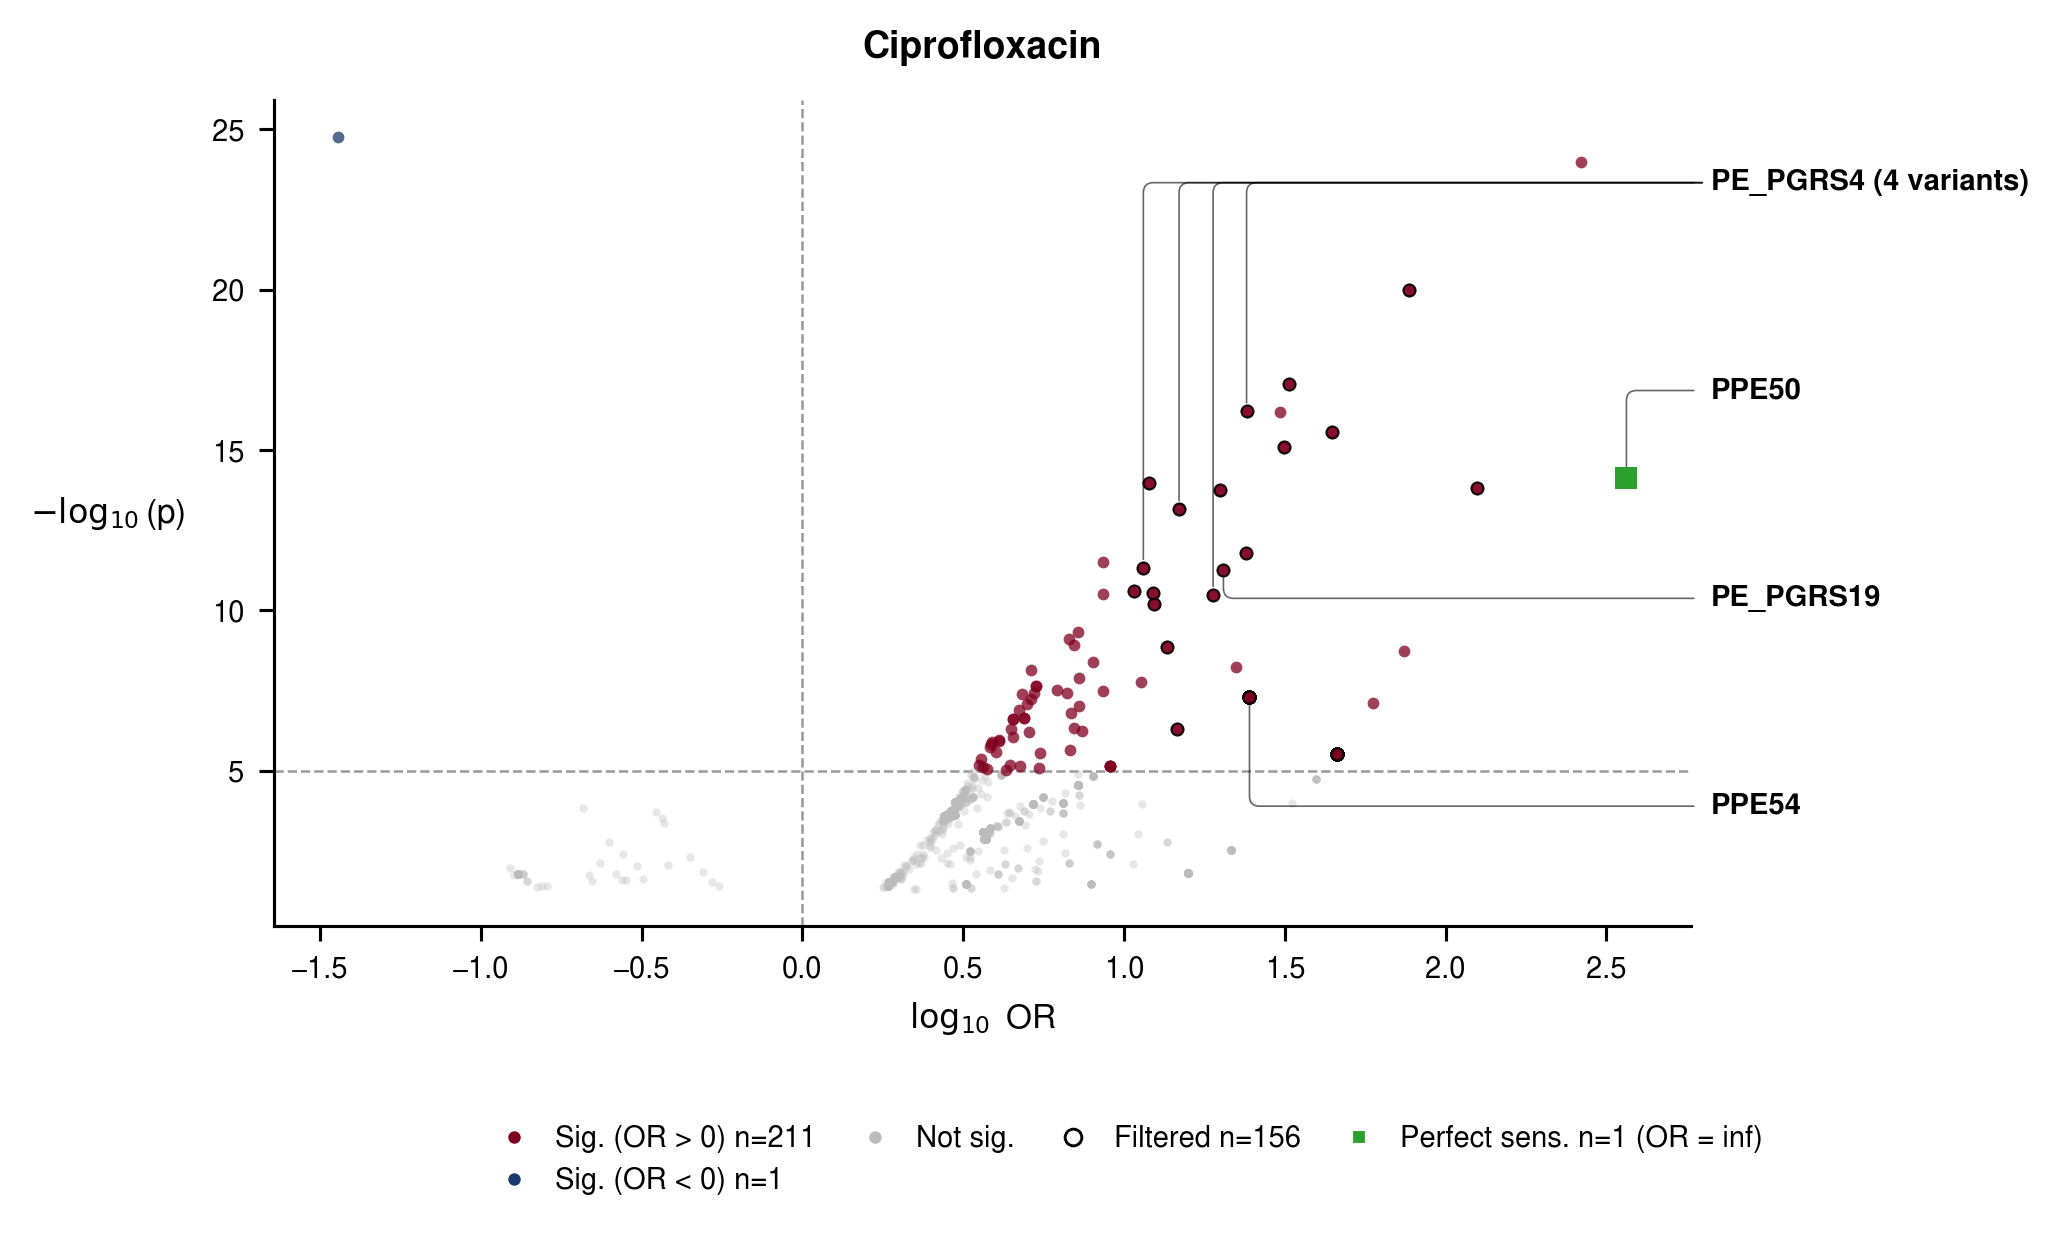 Ciprofloxacin
25
20
15
10
5
−log₁₀ (p)
PE_PGRS4 (4 variants)
PPE50
PE_PGRS19
PPE54
−1.5 −1.0 −0.5 0.0 0.5 1.0 1.5 2.0 2.5
log₁₀ OR
Sig. (OR > 0) n=211 Not sig. Filtered n=156 Perfect sens. n=1 (OR = inf)
Sig. (OR < 0) n=1